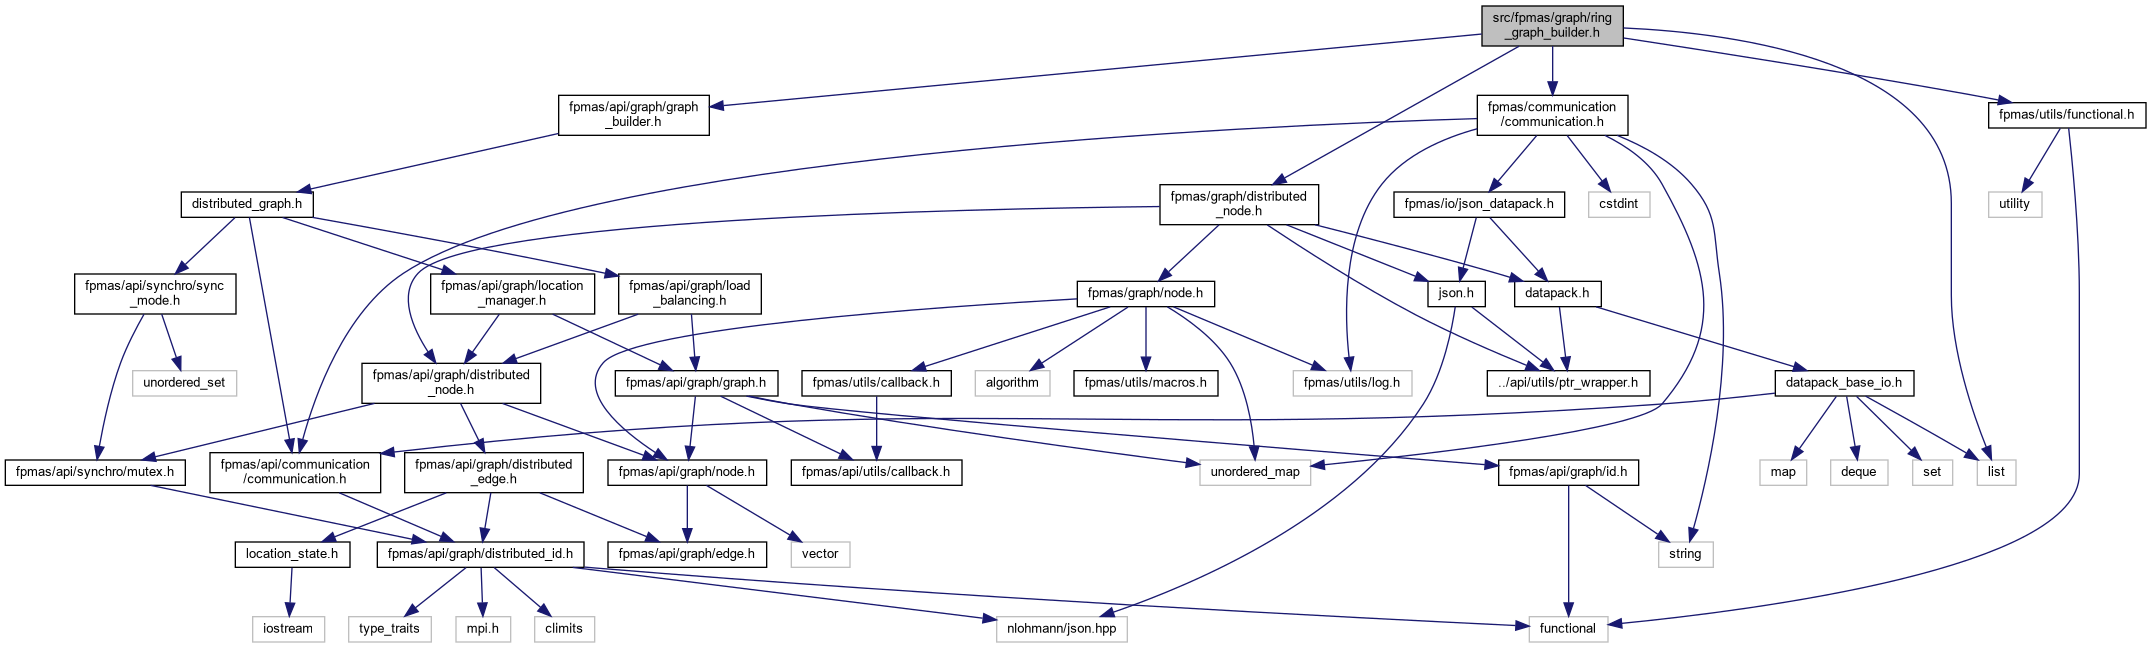 src/fpmas/graph/ring
_graph_builder.h
fpmas/api/graph/graph
_builder.h
fpmas/communication
/communication.h
fpmas/utils/functional.h
distributed_graph.h
fpmas/graph/distributed
_node.h
fpmas/io/json_datapack.h
cstdint
utility
fpmas/api/synchro/sync
_mode.h
fpmas/api/graph/location
_manager.h
fpmas/api/graph/load
_balancing.h
fpmas/graph/node.h
json.h
datapack.h
unordered_set
fpmas/api/graph/distributed
_node.h
fpmas/api/graph/graph.h
fpmas/utils/callback.h
algorithm
fpmas/utils/macros.h
fpmas/utils/log.h
../api/utils/ptr_wrapper.h
datapack_base_io.h
fpmas/api/synchro/mutex.h
fpmas/api/communication
/communication.h
fpmas/api/graph/distributed
_edge.h
fpmas/api/graph/node.h
fpmas/api/utils/callback.h
unordered_map
fpmas/api/graph/id.h
map
deque
set
list
location_state.h
fpmas/api/graph/distributed_id.h
fpmas/api/graph/edge.h
vector
string
iostream
type_traits
mpi.h
climits
nlohmann/json.hpp
functional